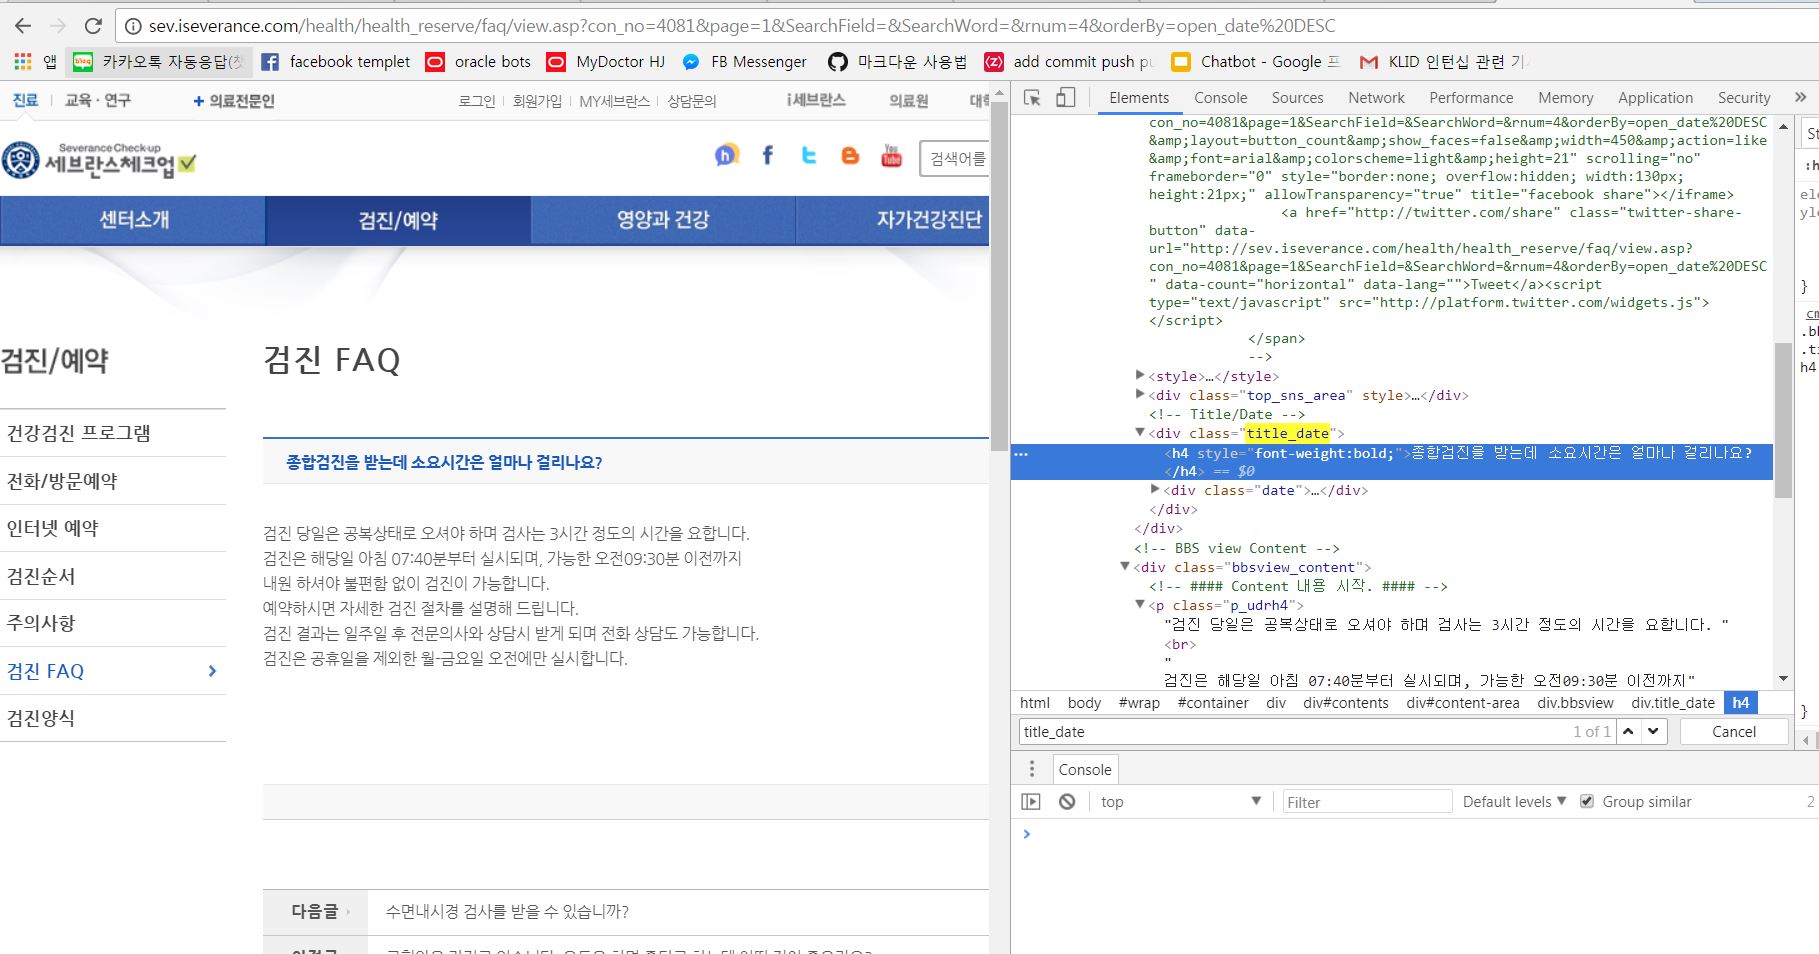 sev.iseverance.com/health/health_reserve/faq/view.asp?con_no=4081&page=1&SearchField=&SearchWord=&rnum=4&orderBy=open_date%20DESC
앱 blog 카카오톡 자동응답(챗 facebook templet oracle bots MyDoctor HJ FB Messenger 마크다운 사용법 add commit push pu Chatbot - Google 프 KLID 인턴십 관련 기
진료 교육 · 연구 + 의료전문인 로그인 회원가입 MY세브란스 상담문의 i세브란스 의료원
Severance Check-up
세브란스체크업
You Tube
검색어를
센터소개 검진/예약 영양과 건강 자가건강진단
검진/예약
건강검진 프로그램
전화/방문예약
인터넷 예약
검진순서
주의사항
검진 FAQ
검진양식
검진 FAQ
종합검진을 받는데 소요시간은 얼마나 걸리나요?
검진 당일은 공복상태로 오셔야 하며 검사는 3시간 정도의 시간을 요합니다.
검진은 해당일 아침 07:40분부터 실시되며, 가능한 오전09:30분 이전까지
내원 하셔야 불편함 없이 검진이 가능합니다.
예약하시면 자세한 검진 절차를 설명해 드립니다.
검진 결과는 일주일 후 전문의사와 상담시 받게 되며 전화 상담도 가능합니다.
검진은 공휴일을 제외한 월-금요일 오전에만 실시합니다.
다음글 수면내시경 검사를 받을 수 있습니까?
Elements Console Sources Network Performance Memory Application Security »
con_no=4081&page=1&SearchField=&SearchWord=&rnum=4&orderBy=open_date%20DESC
&amp;layout=button_count&amp;show_faces=false&amp;width=450&amp;action=like
&amp;font=arial&amp;colorscheme=light&amp;height=21" scrolling="no"
frameborder="0" style="border:none; overflow:hidden; width:130px;
height:21px;" allowTransparency="true" title="facebook share"></iframe>
<a href="http://twitter.com/share" class="twitter-share-
button" data-
url="http://sev.iseverance.com/health/health_reserve/faq/view.asp?
con_no=4081&page=1&SearchField=&SearchWord=&rnum=4&orderBy=open_date%20DESC
" data-count="horizontal" data-lang="">Tweet</a><script
type="text/javascript" src="http://platform.twitter.com/widgets.js">
</script>
</span>
-->
<style>…</style>
<div class="top_sns_area" style>…</div>
<!-- Title/Date -->
<div class="title_date">
<h4 style="font-weight:bold;">종합검진을 받는데 소요시간은 얼마나 걸리나요?
</h4> == $0
<div class="date">…</div>
</div>
</div>
<!-- BBS view Content -->
<div class="bbsview_content">
<!-- #### Content 내용 시작. #### -->
<p class="p_udrh4">
"검진 당일은 공복상태로 오셔야 하며 검사는 3시간 정도의 시간을 요합니다. "
<br>
"
검진은 해당일 아침 07:40분부터 실시되며, 가능한 오전09:30분 이전까지"
html body #wrap #container div div#contents div#content-area div.bbsview div.title_date h4
title_date 1 of 1 Cancel
Console
top Filter Default levels Group similar 2
St
:h
ele
yle
}
cm
.bb
.ti
h4
}